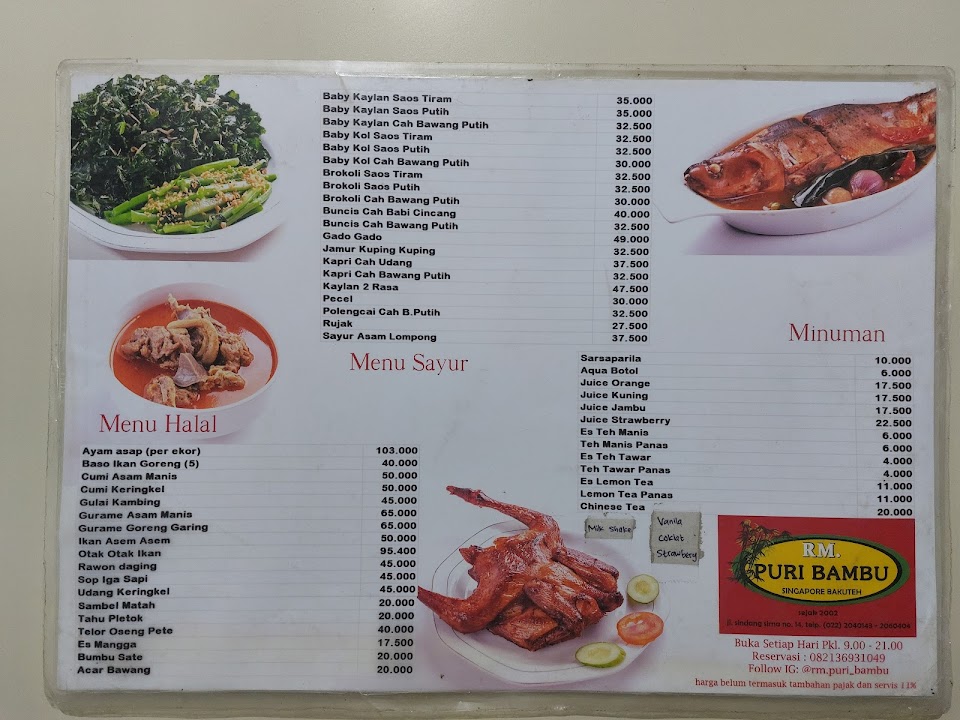 Baby Kaylan Saos Tiram 35.000
Baby Kaylan Saos Putih 35.000
Baby Kaylan Cah Bawang Putih 32.500
Baby Kol Saos Tiram 32.500
Baby Kol Saos Putih 32.500
Baby Kol Cah Bawang Putih 30.000
Brokoli Saos Tiram 32.500
Brokoli Saos Putih 32.500
Brokoli Cah Bawang Putih 30.000
Buncis Cah Babi Cincang 40.000
Buncis Cah Bawang Putih 32.500
Gado Gado 49.000
Jamur Kuping Kuping 32.500
Kapri Cah Udang 37.500
Kapri Cah Bawang Putih 32.500
Kaylan 2 Rasa 47.500
Pecel 30.000
Polengcai Cah B.Putih 32.500
Rujak 27.500
Sayur Asam Lompong 37.500
Menu Sayur
Menu Halal
Ayam asap (per ekor) 103.000
Baso Ikan Goreng (5) 40.000
Cumi Asam Manis 50.000
Cumi Keringkel 50.000
Gulai Kambing 45.000
Gurame Asam Manis 65.000
Gurame Goreng Garing 65.000
Ikan Asem Asem 50.000
Otak Otak Ikan 95.400
Rawon daging 45.000
Sop Iga Sapi 45.000
Udang Keringkel 45.000
Sambel Matah 20.000
Tahu Pletok 20.000
Telor Oseng Pete 40.000
Es Mangga 17.500
Bumbu Sate 20.000
Acar Bawang 20.000
Minuman
Sarsaparila 10.000
Aqua Botol 6.000
Juice Orange 17.500
Juice Kuning 17.500
Juice Jambu 17.500
Juice Strawberry 22.500
Es Teh Manis 6.000
Teh Manis Panas 6.000
Es Teh Tawar 4.000
Teh Tawar Panas 4.000
Es Lemon Tea 11.000
Lemon Tea Panas 11.000
Chinese Tea 20.000
Milk Shake
Vanila
Coklat
Strawbery
RM.
PURI BAMBU
SINGAPORE BAKUTEH
sejak 2002
jl. sindang sirna no. 14, telp. (022) 2040149 - 2040404
Buka Setiap Hari Pkl. 9.00 - 21.00
Reservasi : 082136931049
Follow IG: @rm.puri_bambu
harga belum termasuk tambahan pajak dan servis 11%